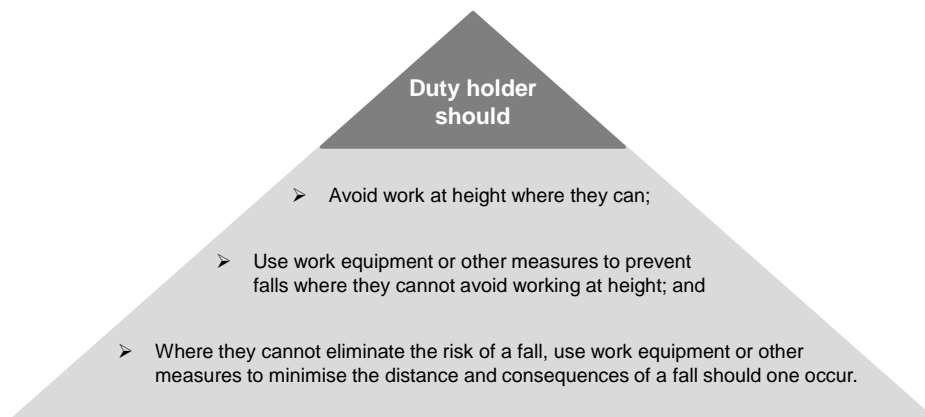 Duty holder
should
➢ Avoid work at height where they can;
➢ Use work equipment or other measures to prevent
falls where they cannot avoid working at height; and
➢ Where they cannot eliminate the risk of a fall, use work equipment or other
measures to minimise the distance and consequences of a fall should one occur.